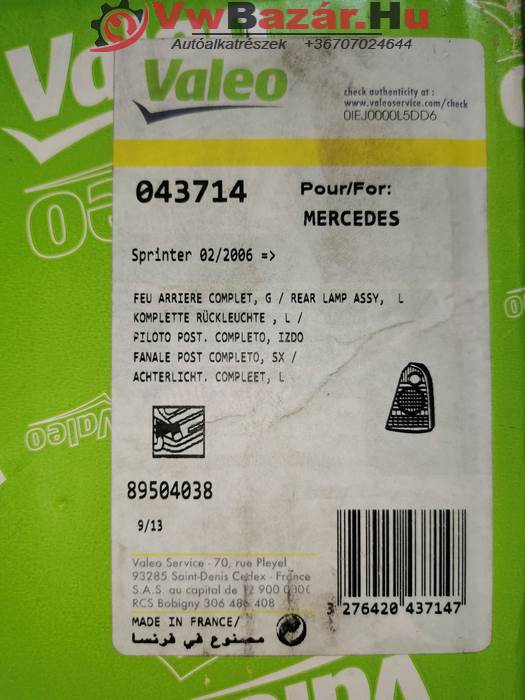 VwBazár.Hu
Autóalkatrészek +36707024644
Valeo
Valeo
check authenticity at :
www.valeoservice.com/check
0IEJ0000L5DD6
043714 Pour/For:
MERCEDES
Sprinter 02/2006 =>
FEU ARRIERE COMPLET, G / REAR LAMP ASSY, L
KOMPLETTE RÜCKLEUCHTE , L /
PILOTO POST. COMPLETO, IZDO
FANALE POST COMPLETO, SX /
ACHTERLICHT. COMPLEET, L
Valeo
89504038
9/13
Valeo Service - 70, rue Pleyel
93285 Saint-Denis Cedex - France
S.A.S. au capital de 12 900 000€
RCS Bobigny 306 486 408
3 276420 437147
MADE IN FRANCE/
مصنوع في فرنسا